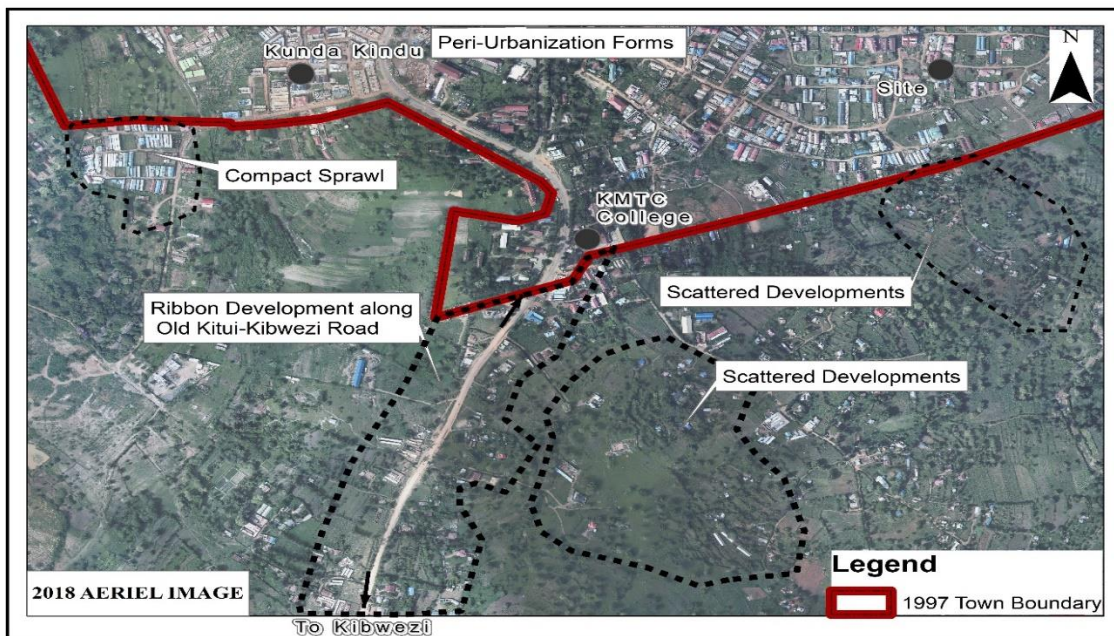 Peri-Urbanization Forms
N
Kunda Kindu
Site
Compact Sprawl
KMTC
College
Scattered Developments
Ribbon Development along
Old Kitui-Kibwezi Road
Scattered Developments
Legend
1997 Town Boundary
2018 AERIEL IMAGE
To Kibwezi